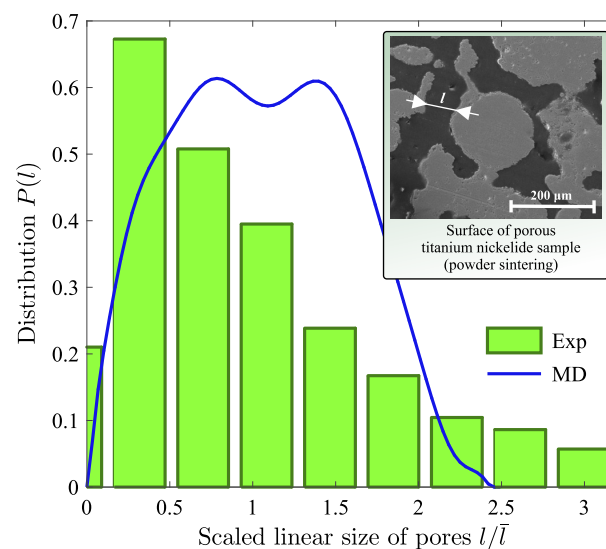 0.7
0.6
0.5
0.4
0.3
0.2
0.1
0
0
0.5
1
1.5
2
2.5
3
Distribution P(l)
Scaled linear size of pores l/l̅
l
200 μm
Surface of porous
titanium nickelide sample
(powder sintering)
Exp
MD